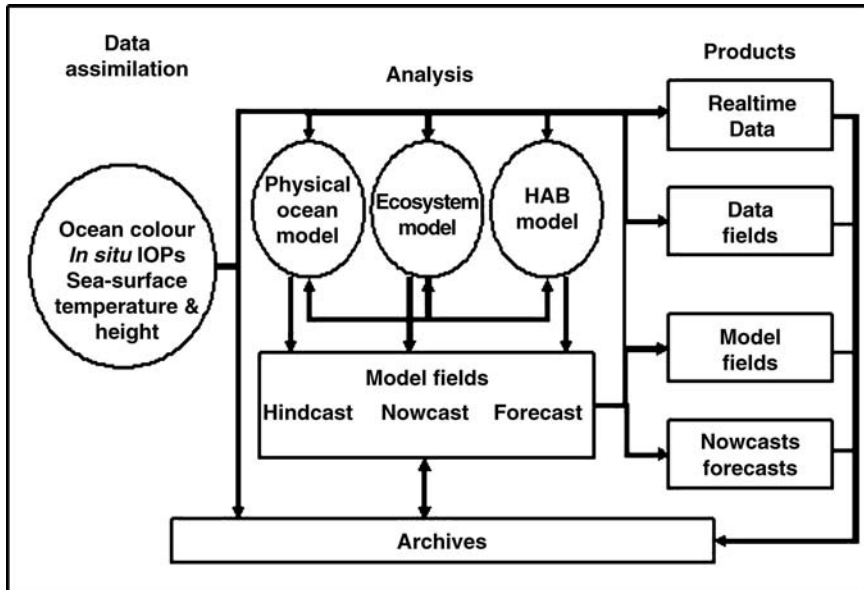 Data
assimilation
Analysis
Products
Ocean colour
In situ IOPs
Sea-surface
temperature &
height
Physical
ocean
model
Ecosystem
model
HAB
model
Model fields
Hindcast Nowcast Forecast
Archives
Realtime
Data
Data
fields
Model
fields
Nowcasts
forecasts